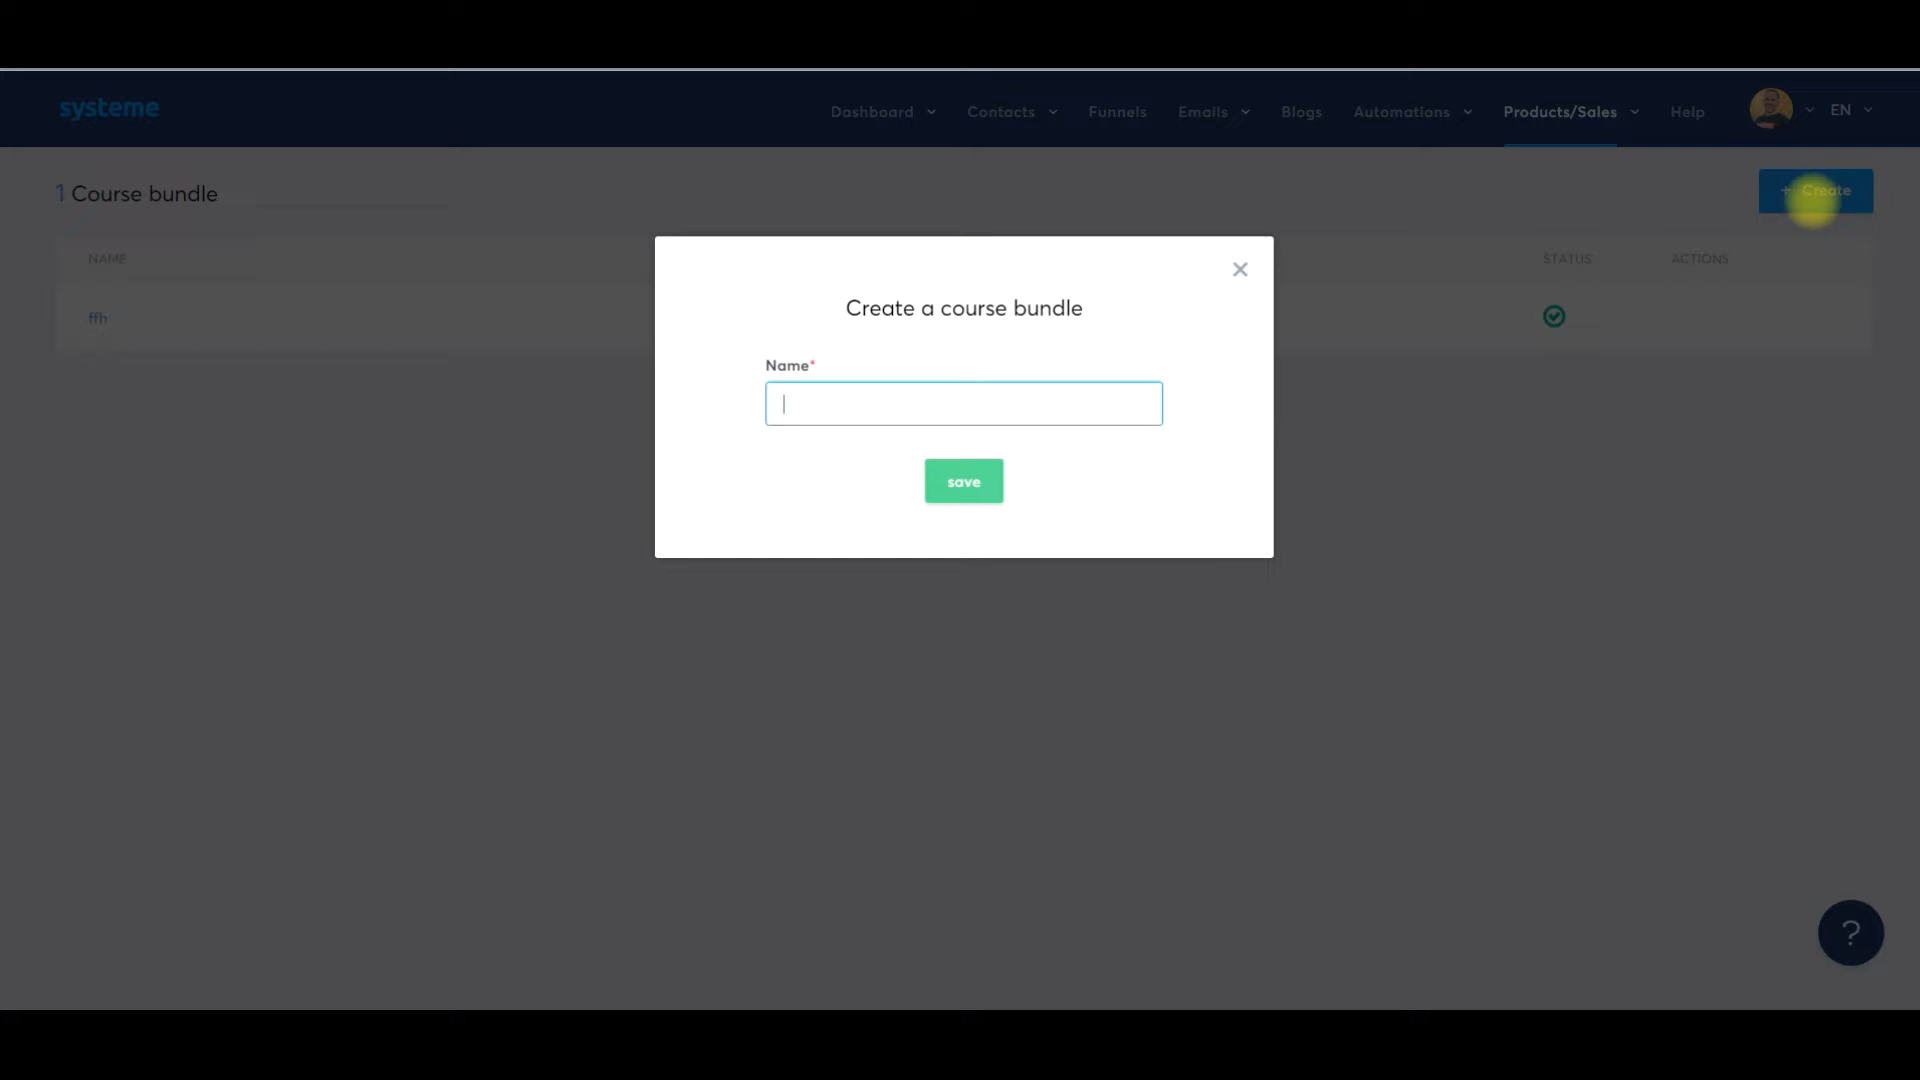 systeme
Dashboard Contacts Funnels Emails Blogs Automations Products/Sales Help EN
1 Course bundle
+ Create
NAME STATUS ACTIONS
ffh
Create a course bundle
Name*
save
?